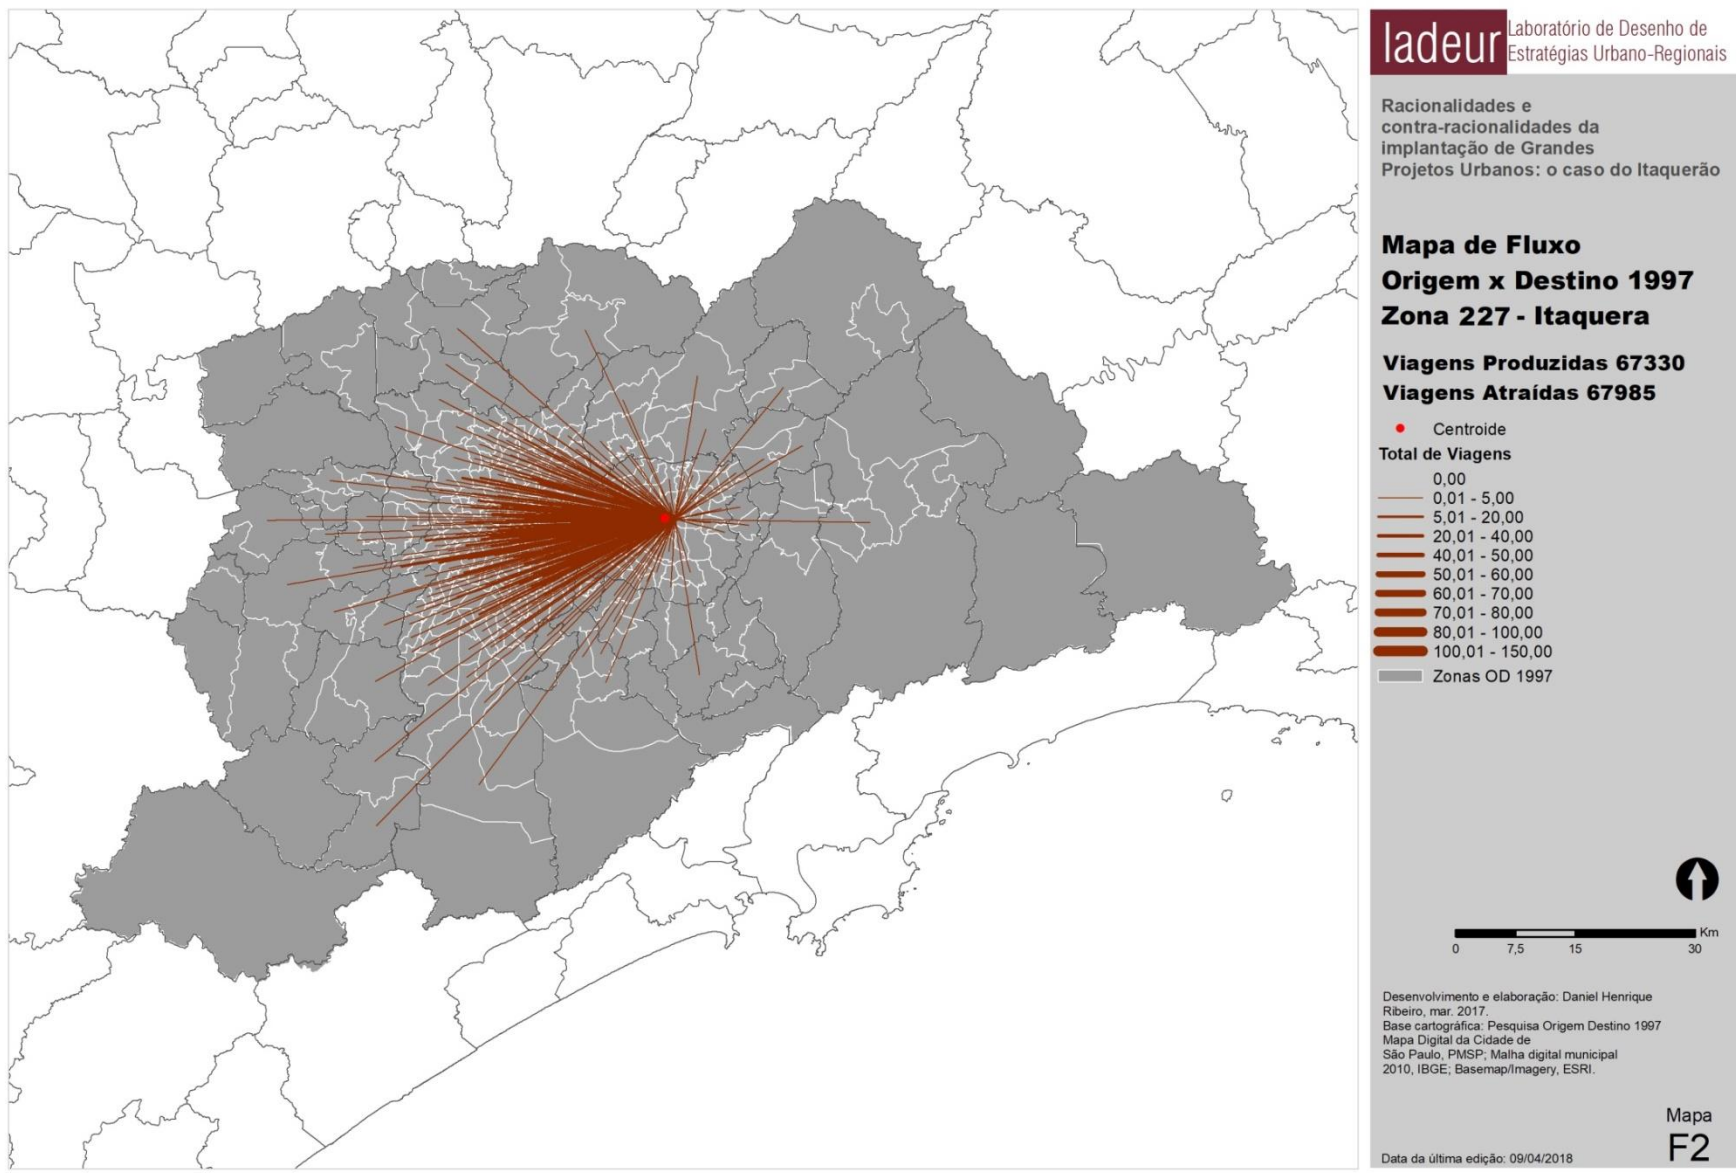 ladeur
Laboratório de Desenho de
Estratégias Urbano-Regionais
Racionalidades e
contra-racionalidades da
implantação de Grandes
Projetos Urbanos: o caso do Itaquerão
Mapa de Fluxo
Origem x Destino 1997
Zona 227 - Itaquera
Viagens Produzidas 67330
Viagens Atraídas 67985
Centroide
Total de Viagens
0,00
0,01 - 5,00
5,01 - 20,00
20,01 - 40,00
40,01 - 50,00
50,01 - 60,00
60,01 - 70,00
70,01 - 80,00
80,01 - 100,00
100,01 - 150,00
Zonas OD 1997
Km
0 7,5 15 30
Desenvolvimento e elaboração: Daniel Henrique
Ribeiro, mar. 2017.
Base cartográfica: Pesquisa Origem Destino 1997
Mapa Digital da Cidade de
São Paulo, PMSP; Malha digital municipal
2010, IBGE; Basemap/Imagery, ESRI.
Mapa
F2
Data da última edição: 09/04/2018